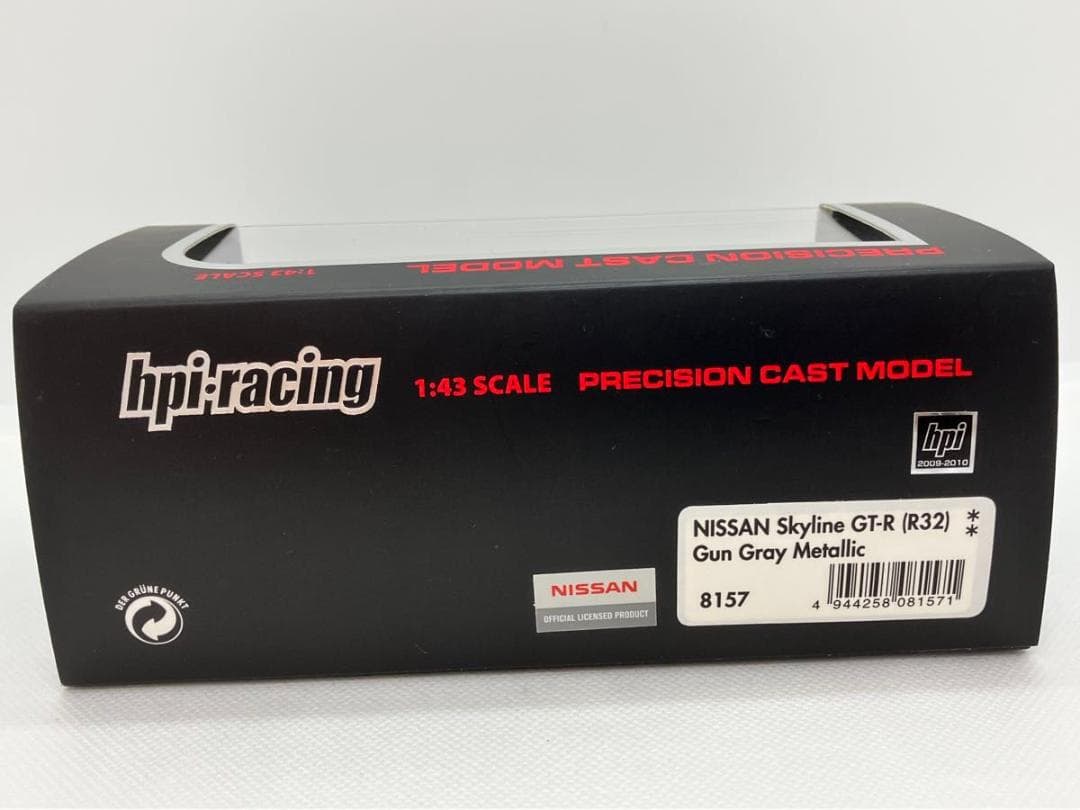 1:43 SCALE PRECISION CAST MODEL
hpi·racing 1:43 SCALE PRECISION CAST MODEL
hpi
2009-2010
NISSAN Skyline GT-R (R32) **
Gun Gray Metallic
8157
4 944258 081571
NISSAN
OFFICIAL LICENSED PRODUCT
DER GRÜNE PUNKT